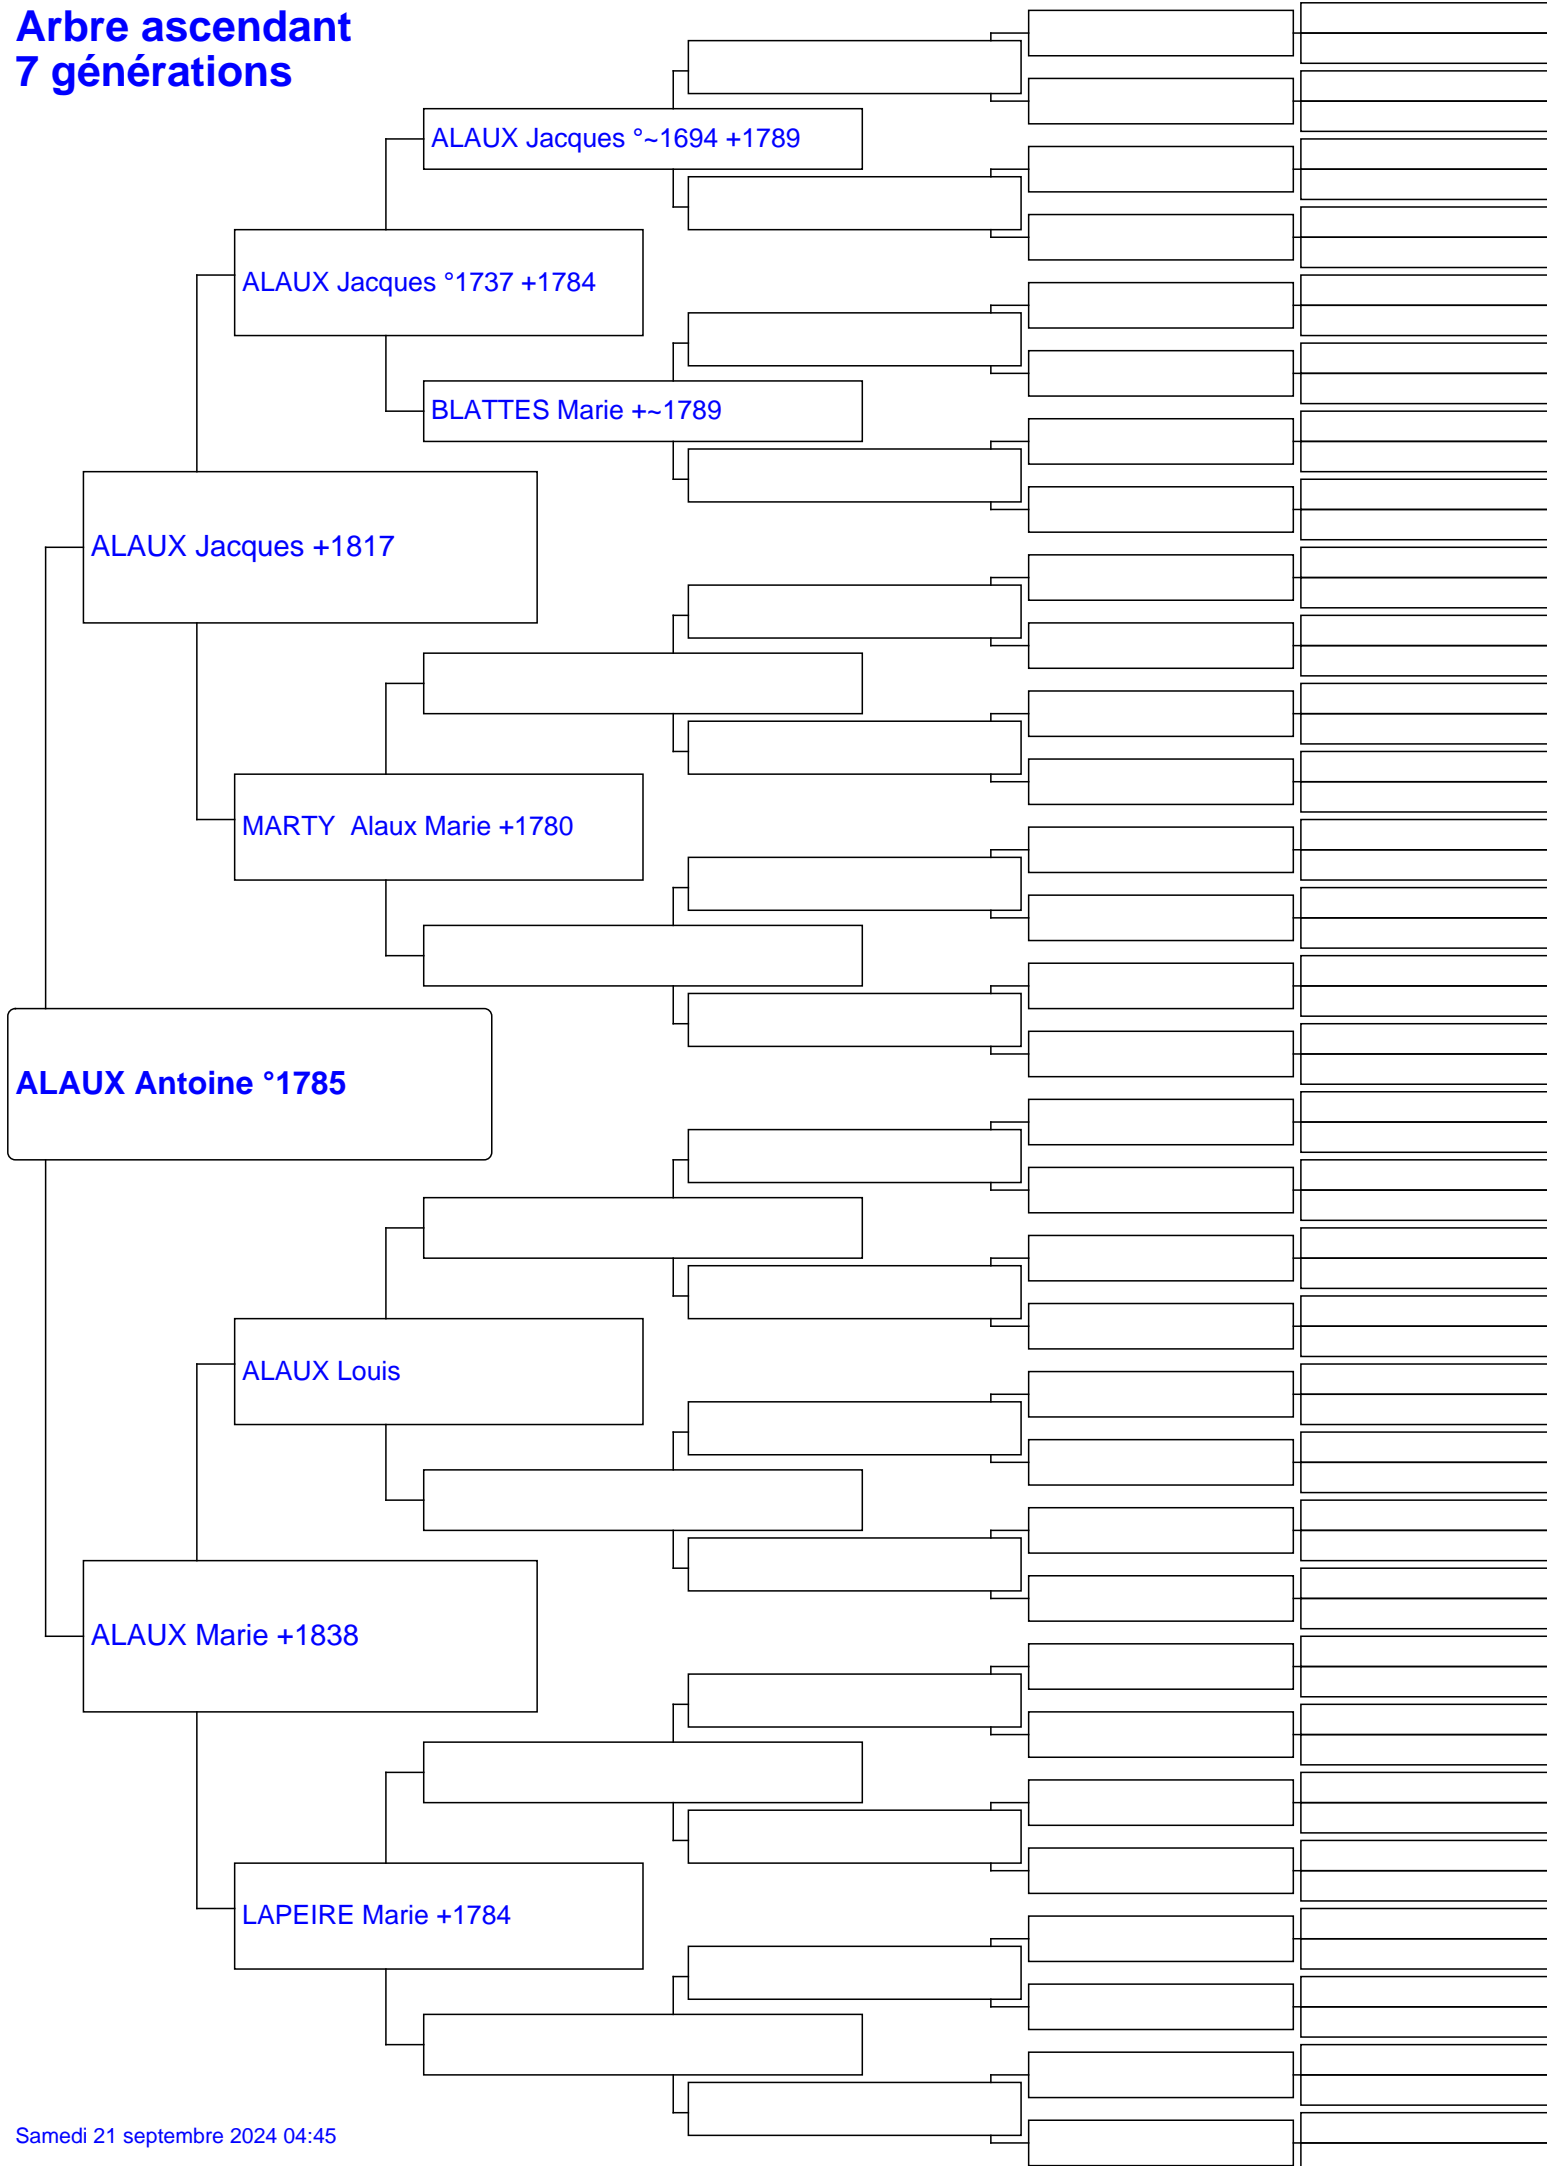 Arbre ascendant
7 générations
ALAUX Jacques °~1694 +1789
ALAUX Jacques °1737 +1784
BLATTES Marie +~1789
ALAUX Jacques +1817
MARTY  Alaux Marie +1780
ALAUX Antoine °1785
ALAUX Louis
ALAUX Marie +1838
LAPEIRE Marie +1784
Samedi 21 septembre 2024 04:45